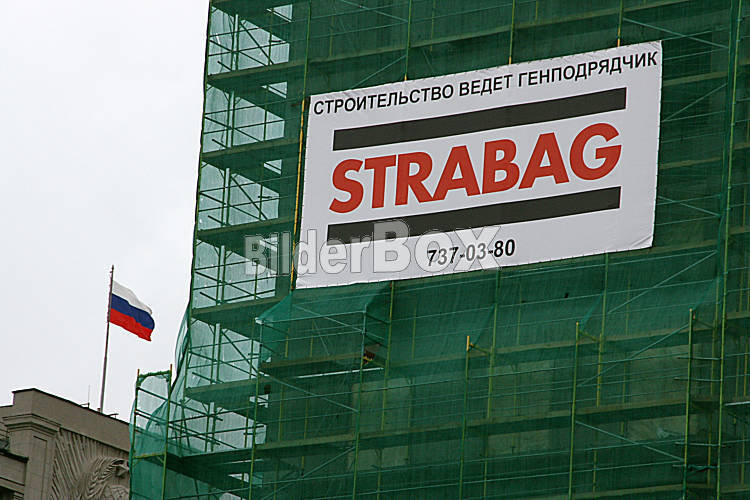 СТРОИТЕЛЬСТВО ВЕДЕТ ГЕНПОДРЯДЧИК
STRABAG
737-03-80
BilderBOX